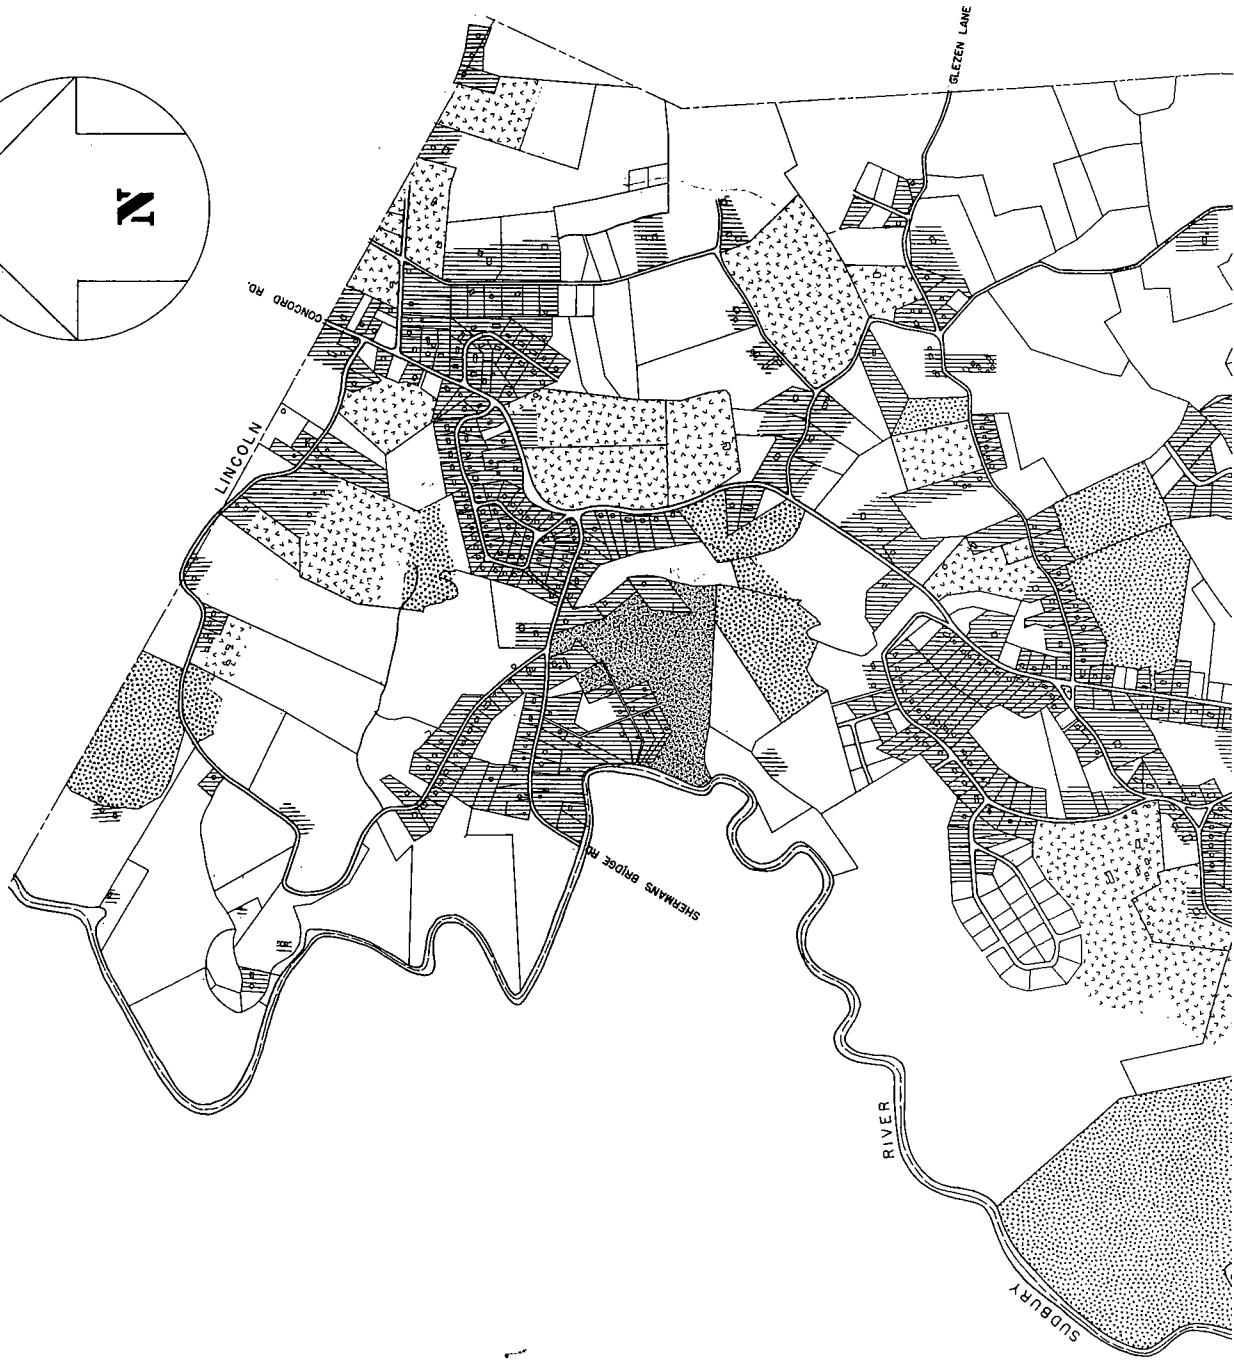 GLEZEN LANE
N
CONCORD RD.
LINCOLN
SHERMANS BRIDGE RD.
RIVER
SUDBURY